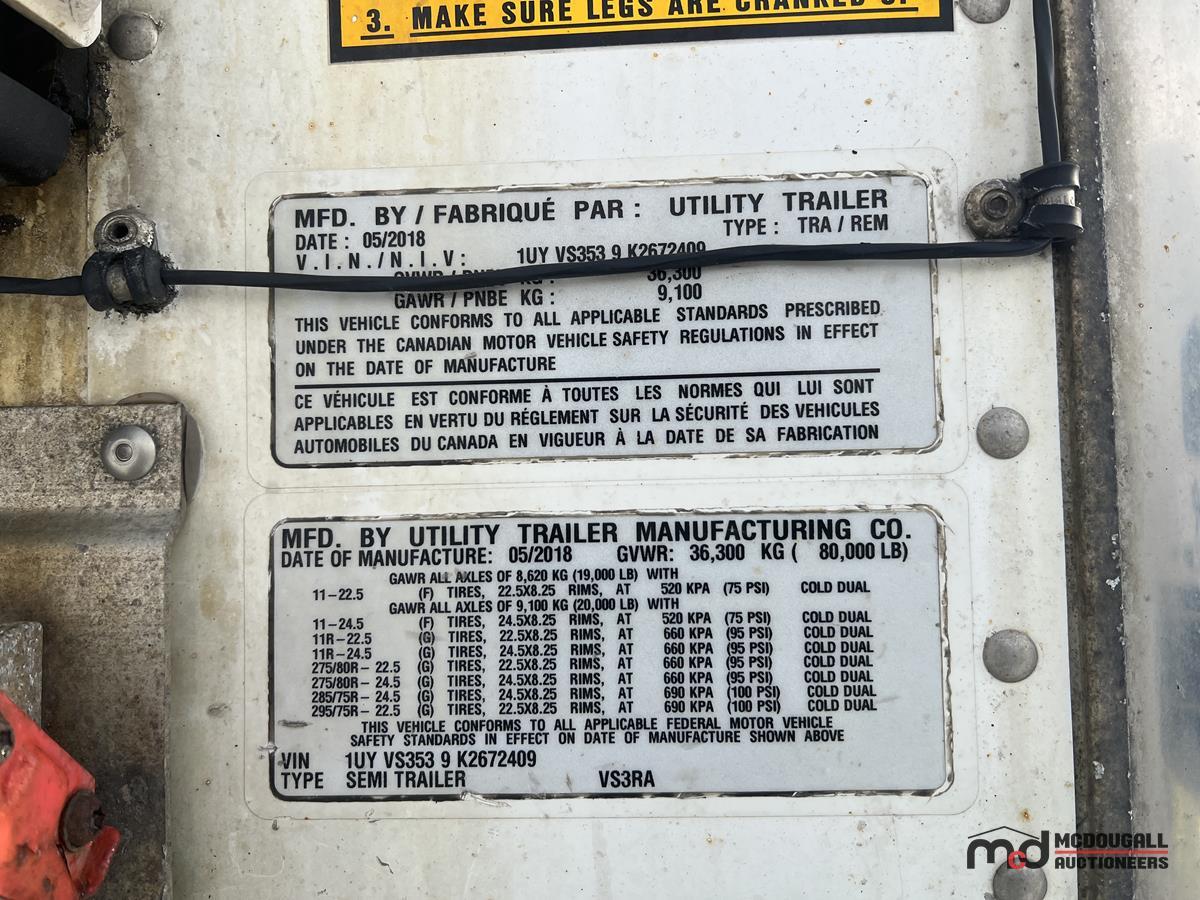 3. MAKE SURE LEGS ARE CRANKED UP
MFD. BY / FABRIQUÉ PAR : UTILITY TRAILER
DATE : 05/2018 TYPE : TRA / REM
V.I.N. / N.I.V : 1UY VS353 9 K2672409
GVWR / PNBE KG : 36,300
GAWR / PNBE KG : 9,100
THIS VEHICLE CONFORMS TO ALL APPLICABLE STANDARDS PRESCRIBED
UNDER THE CANADIAN MOTOR VEHICLE SAFETY REGULATIONS IN EFFECT
ON THE DATE OF MANUFACTURE
CE VÉHICULE EST CONFORME À TOUTES LES NORMES QUI LUI SONT
APPLICABLES EN VERTU DU RÉGLEMENT SUR LA SÉCURITÉ DES VEHICULES
AUTOMOBILES DU CANADA EN VIGUEUR À LA DATE DE SA FABRICATION
MFD. BY UTILITY TRAILER MANUFACTURING CO.
DATE OF MANUFACTURE: 05/2018 GVWR: 36,300 KG ( 80,000 LB)
GAWR ALL AXLES OF 8,620 KG (19,000 LB) WITH
11-22.5 (F) TIRES, 22.5X8.25 RIMS, AT 520 KPA (75 PSI) COLD DUAL
GAWR ALL AXLES OF 9,100 KG (20,000 LB) WITH
11-24.5 (F) TIRES, 24.5X8.25 RIMS, AT 520 KPA (75 PSI) COLD DUAL
11R-22.5 (G) TIRES, 22.5X8.25 RIMS, AT 660 KPA (95 PSI) COLD DUAL
11R-24.5 (G) TIRES, 24.5X8.25 RIMS, AT 660 KPA (95 PSI) COLD DUAL
275/80R-22.5 (G) TIRES, 22.5X8.25 RIMS, AT 660 KPA (95 PSI) COLD DUAL
275/80R-24.5 (G) TIRES, 24.5X8.25 RIMS, AT 660 KPA (95 PSI) COLD DUAL
285/75R-24.5 (G) TIRES, 24.5X8.25 RIMS, AT 690 KPA (100 PSI) COLD DUAL
295/75R-22.5 (G) TIRES, 22.5X8.25 RIMS, AT 690 KPA (100 PSI) COLD DUAL
THIS VEHICLE CONFORMS TO ALL APPLICABLE FEDERAL MOTOR VEHICLE
SAFETY STANDARDS IN EFFECT ON DATE OF MANUFACTURE SHOWN ABOVE
VIN 1UY VS353 9 K2672409
TYPE SEMI TRAILER VS3RA
mcd MCDOUGALL
AUCTIONEERS